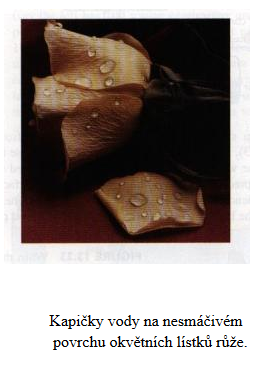 Kapičky vody na nesmáčivém
povrchu okvětních lístků růže.